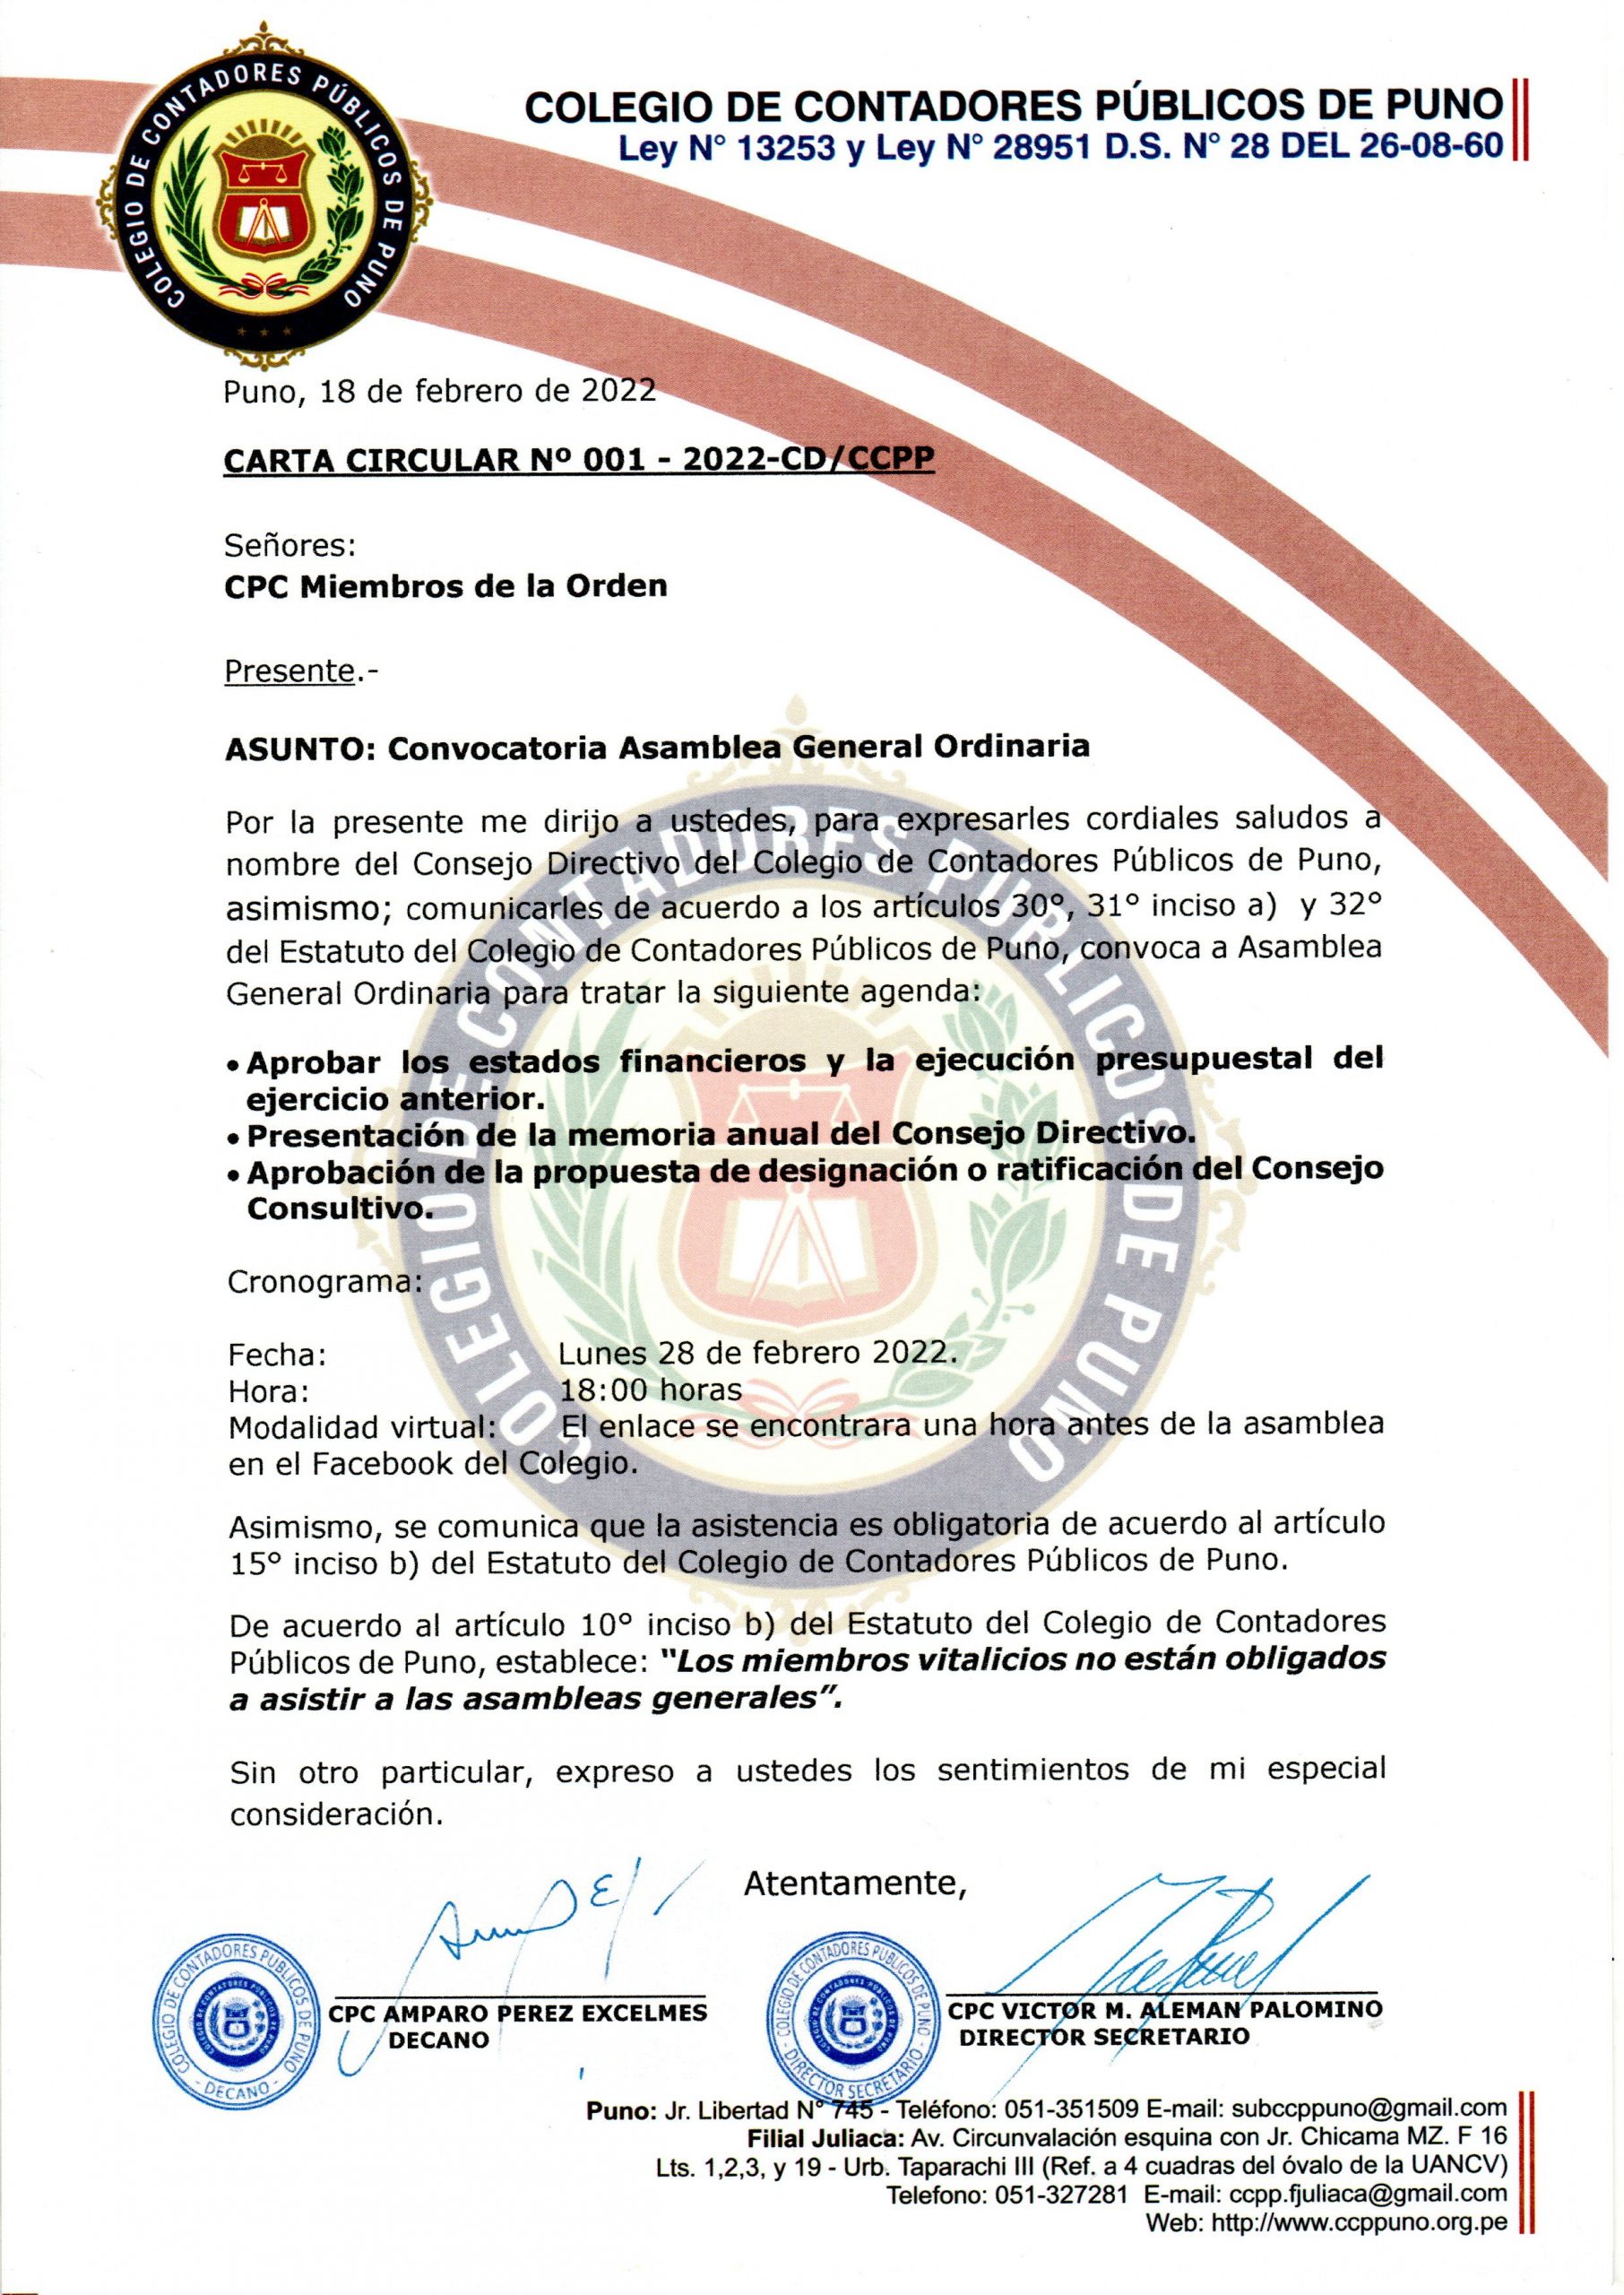 COLEGIO DE CONTADORES PÚBLICOS DE PUNO
COLEGIO DE CONTADORES PÚBLICOS DE PUNO
Ley N° 13253 y Ley N° 28951 D.S. N° 28 DEL 26-08-60
Puno, 18 de febrero de 2022
CARTA CIRCULAR Nº 001 - 2022-CD/CCPP
Señores:
CPC Miembros de la Orden
Presente.-
ASUNTO: Convocatoria Asamblea General Ordinaria
Por la presente me dirijo a ustedes, para expresarles cordiales saludos a
nombre del Consejo Directivo del Colegio de Contadores Públicos de Puno,
asimismo; comunicarles de acuerdo a los artículos 30°, 31° inciso a) y 32°
del Estatuto del Colegio de Contadores Públicos de Puno, convoca a Asamblea
General Ordinaria para tratar la siguiente agenda:
• Aprobar los estados financieros y la ejecución presupuestal del
ejercicio anterior.
• Presentación de la memoria anual del Consejo Directivo.
• Aprobación de la propuesta de designación o ratificación del Consejo
Consultivo.
COLEGIO DE CONTADORES PÚBLICOS DE PUNO
Cronograma:
Fecha: Lunes 28 de febrero 2022.
Hora: 18:00 horas
Modalidad virtual: El enlace se encontrara una hora antes de la asamblea
en el Facebook del Colegio.
Asimismo, se comunica que la asistencia es obligatoria de acuerdo al artículo
15° inciso b) del Estatuto del Colegio de Contadores Públicos de Puno.
De acuerdo al artículo 10° inciso b) del Estatuto del Colegio de Contadores
Públicos de Puno, establece: “Los miembros vitalicios no están obligados
a asistir a las asambleas generales”.
Sin otro particular, expreso a ustedes los sentimientos de mi especial
consideración.
Atentamente,
COLEGIO DE CONTADORES PUBLICOS DE PUNO
- DECANO -
CPC AMPARO PEREZ EXCELMES
DECANO
COLEGIO DE CONTADORES PUBLICOS DE PUNO
- DIRECTOR SECRETARIO -
CPC VICTOR M. ALEMAN PALOMINO
DIRECTOR SECRETARIO
Puno: Jr. Libertad N° 745 - Teléfono: 051-351509 E-mail: subccppuno@gmail.com
Filial Juliaca: Av. Circunvalación esquina con Jr. Chicama MZ. F 16
Lts. 1,2,3, y 19 - Urb. Taparachi III (Ref. a 4 cuadras del óvalo de la UANCV)
Telefono: 051-327281 E-mail: ccpp.fjuliaca@gmail.com
Web: http://www.ccppuno.org.pe